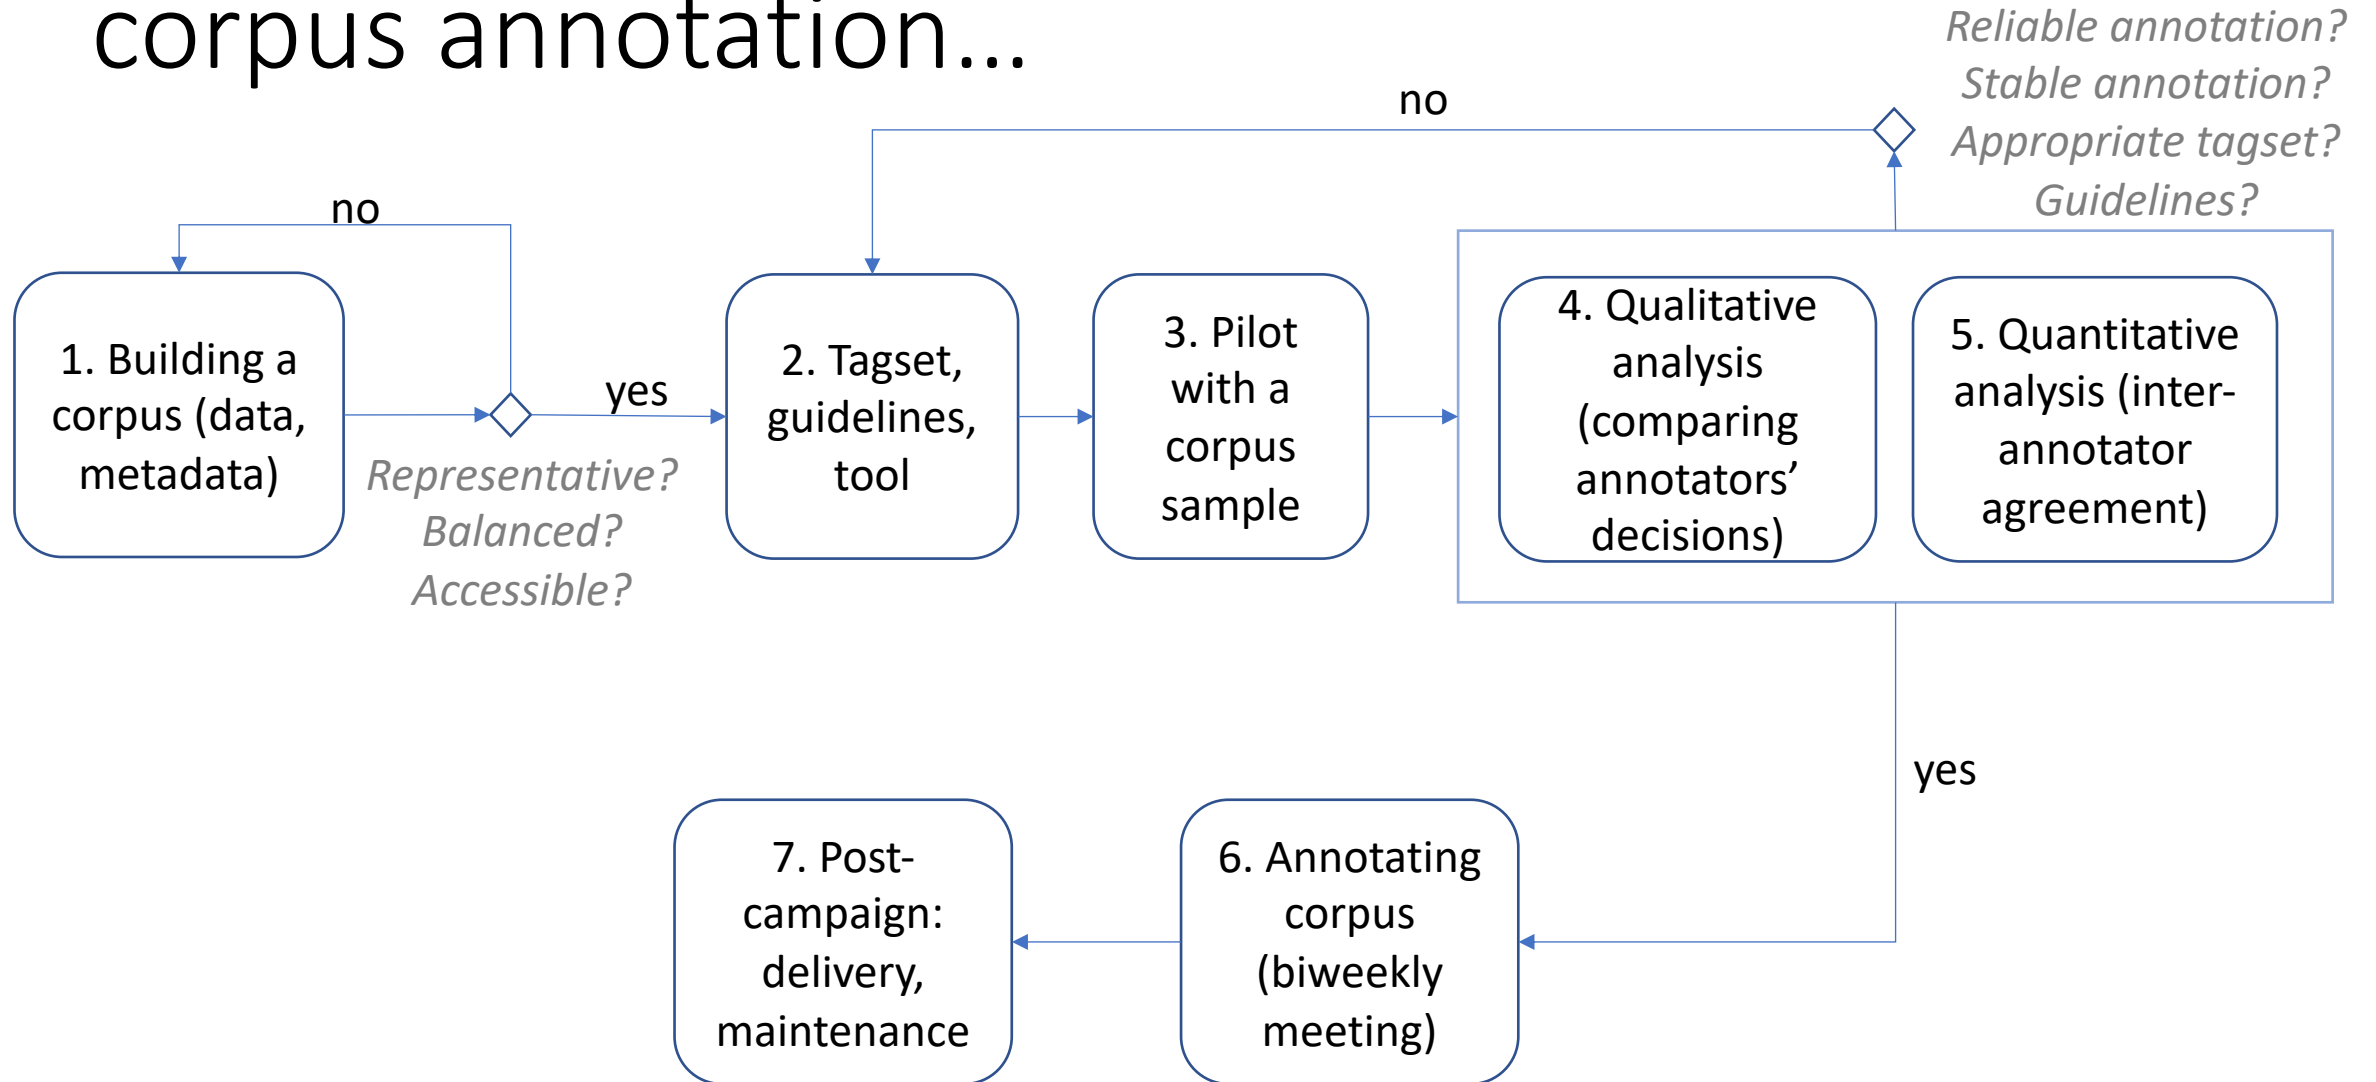 corpus annotation...
Reliable annotation?
Stable annotation?
Appropriate tagset?
Guidelines?
no
no
1. Building a
corpus (data,
metadata)
yes
Representative?
Balanced?
Accessible?
2. Tagset,
guidelines,
tool
3. Pilot
with a
corpus
sample
4. Qualitative
analysis
(comparing
annotators’
decisions)
5. Quantitative
analysis (inter-
annotator
agreement)
yes
6. Annotating
corpus
(biweekly
meeting)
7. Post-
campaign:
delivery,
maintenance